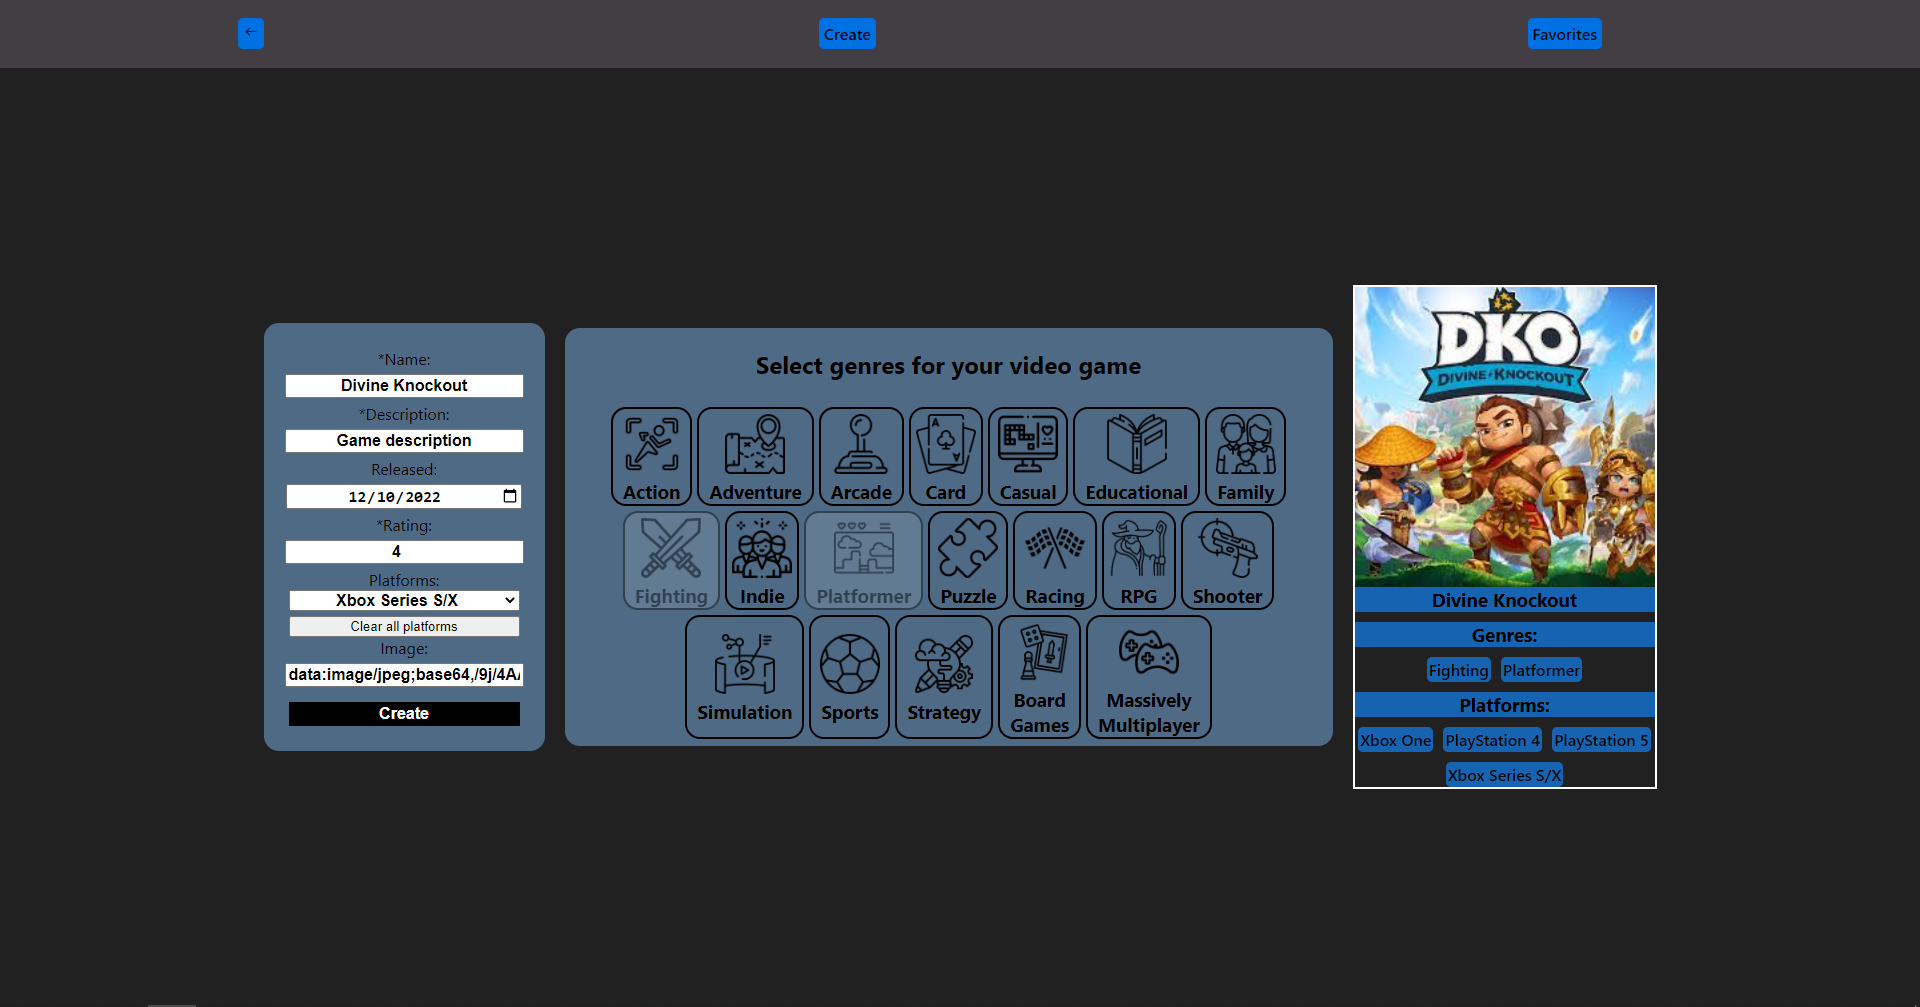 ←
Create
Favorites
*Name:
Divine Knockout
*Description:
Game description
Released:
12/10/2022
*Rating:
4
Platforms:
Xbox Series S/X
Clear all platforms
Image:
data:image/jpeg;base64,/9j/4A/
Create
Select genres for your video game
Action
Adventure
Arcade
A
A
Card
Casual
Educational
Family
Fighting
Indie
Platformer
Puzzle
Racing
RPG
Shooter
Simulation
Sports
Strategy
Board
Games
Massively
Multiplayer
DKO
DIVINE KNOCKOUT
Divine Knockout
Genres:
Fighting Platformer
Platforms:
Xbox One PlayStation 4 PlayStation 5
Xbox Series S/X